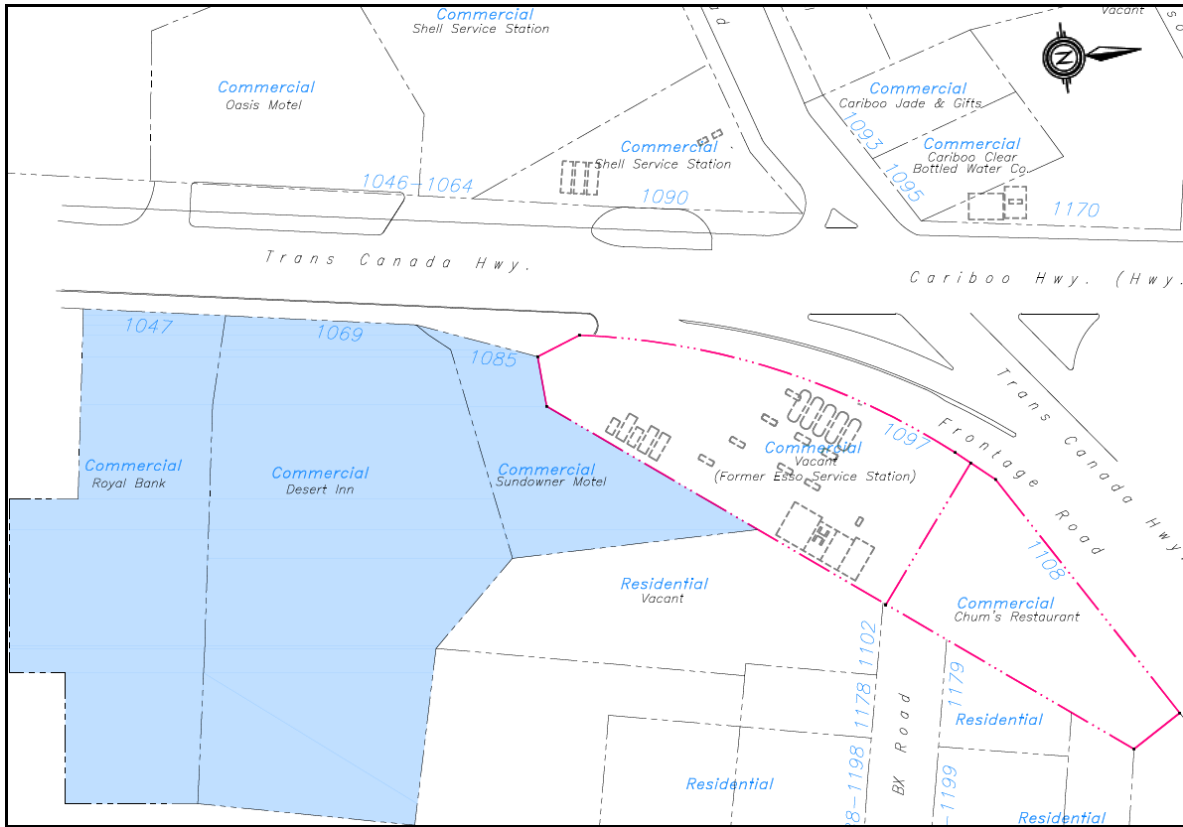 Commercial
Shell Service Station
Vacant
Commercial
Oasis Motel
Commercial
Cariboo Jade & Gifts
Commercial
Shell Service Station
1093
Commercial
Cariboo Clear
Bottled Water Co.
1095
1046-1064
1090
1170
Trans Canada Hwy.
Cariboo Hwy. (Hwy.
1047
1069
1085
N
Trans Canada Hwy.
Frontage Road
1097
Commercial
Vacant
(Former Esso Service Station)
Commercial
Royal Bank
Commercial
Desert Inn
Commercial
Sundowner Motel
1108
Residential
Vacant
Commercial
Chum's Restaurant
1102
1178
1179
BX Road
Residential
Residential
8-1198
-1199
Residential